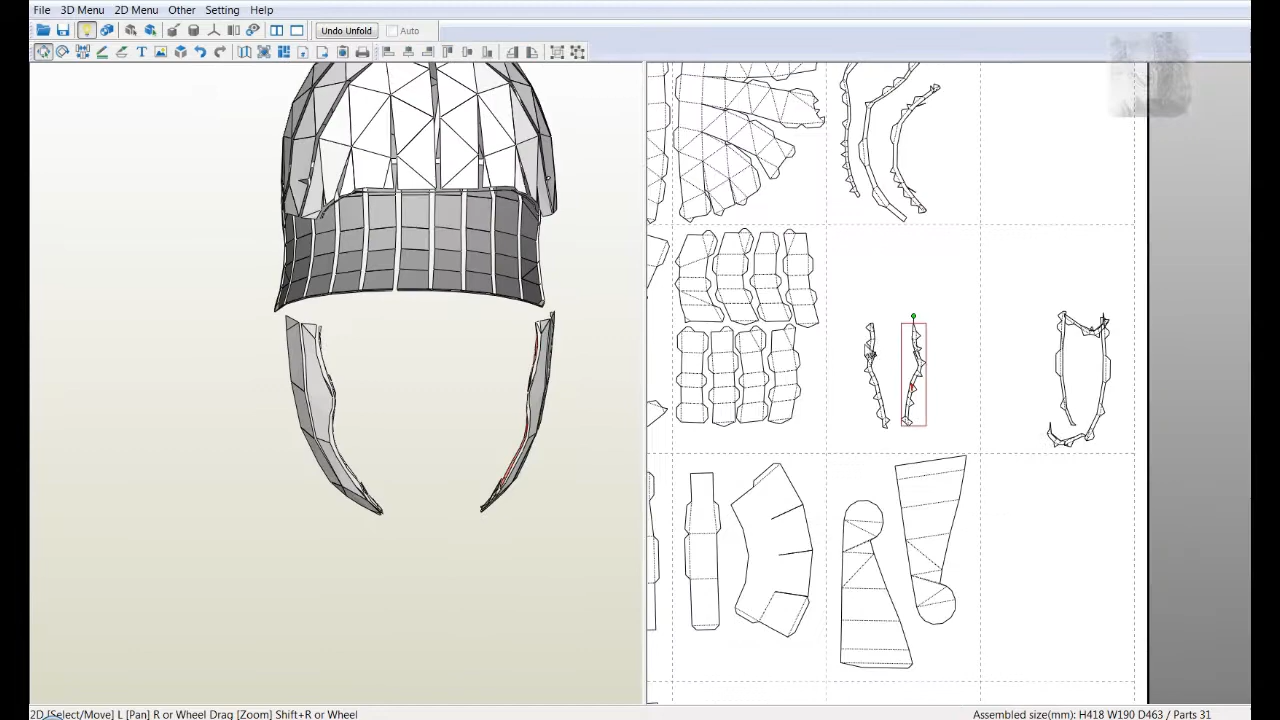 File 3D Menu 2D Menu Other Setting Help
Undo Unfold Auto
2D [Select/Move] L [Pan] R or Wheel Drag [Zoom] Shift+R or Wheel
Assembled size(mm): H418 W190 D463 / Parts 31